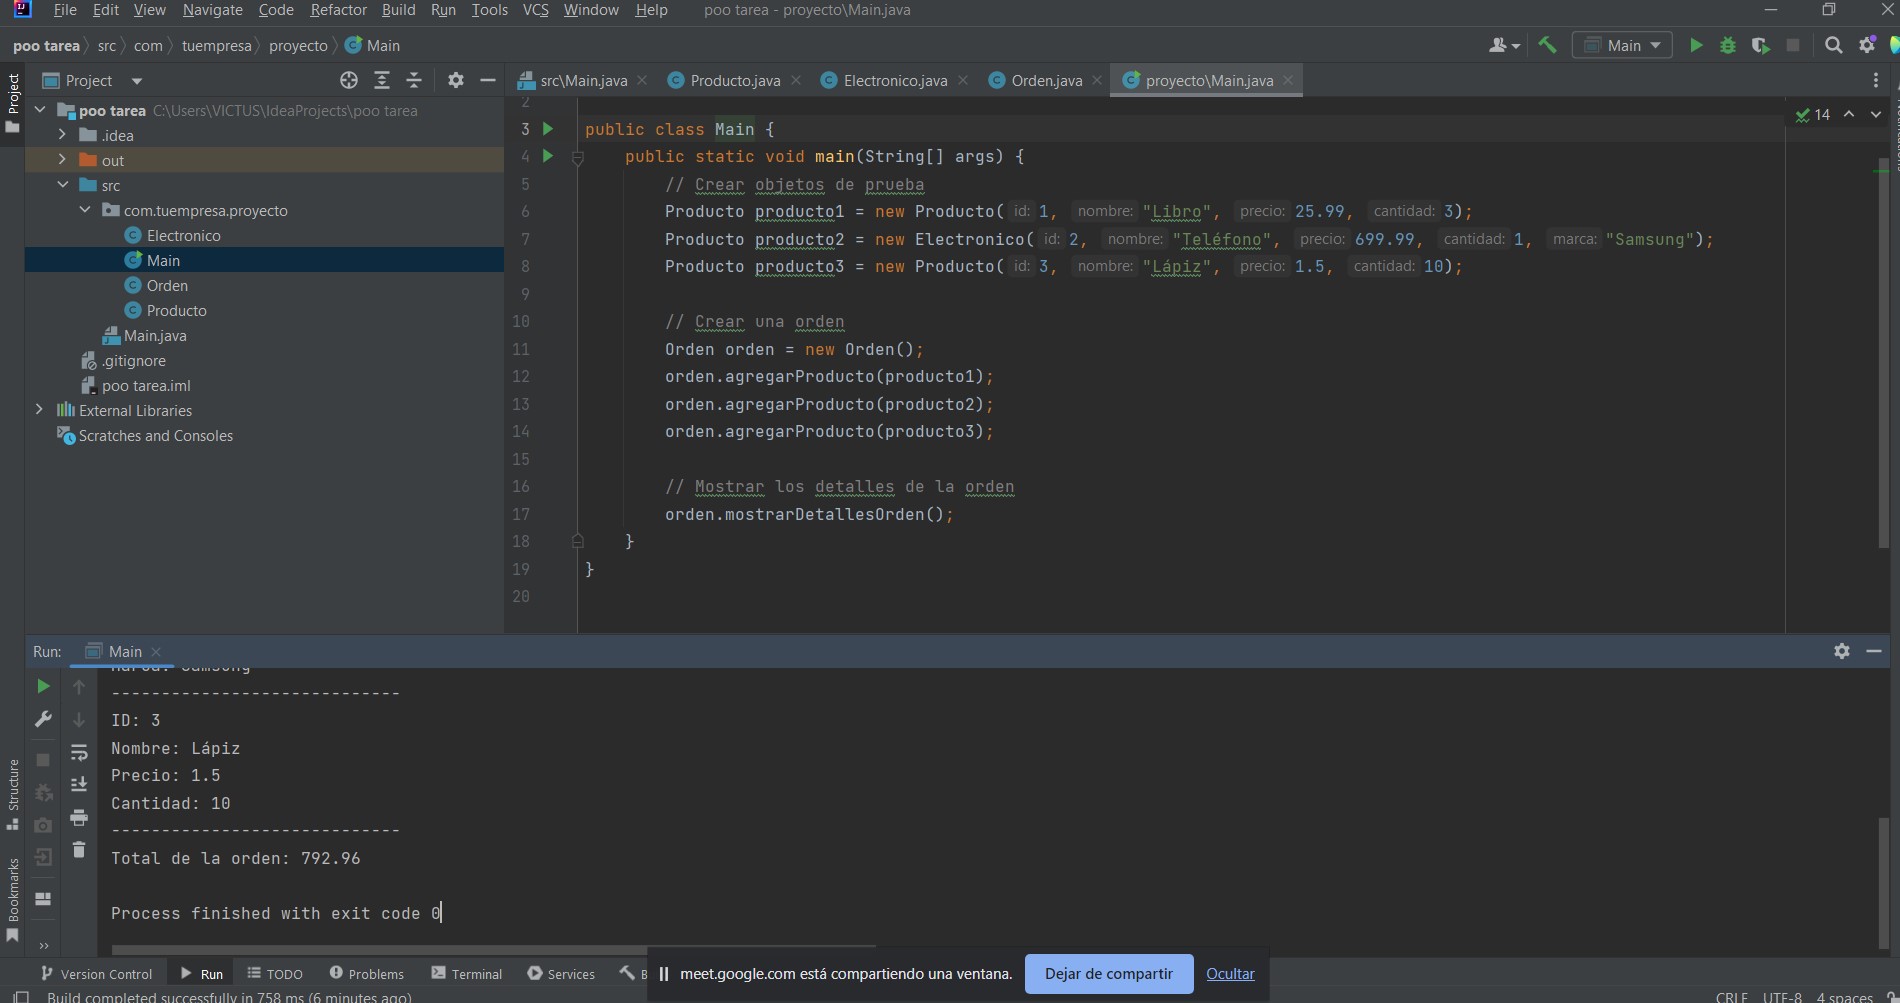 File Edit View Navigate Code Refactor Build Run Tools VCS Window Help poo tarea - proyecto\Main.java
poo tarea src com tuempresa proyecto Main
Main
Project
Project
src\Main.java Producto.java Electronico.java Orden.java proyecto\Main.java
poo tarea C:\Users\VICTUS\IdeaProjects\poo tarea
.idea
out
src
com.tuempresa.proyecto
Electronico
Main
Orden
Producto
Main.java
.gitignore
poo tarea.iml
External Libraries
Scratches and Consoles
14
2
3 public class Main {
4 public static void main(String[] args) {
5 // Crear objetos de prueba
6 Producto producto1 = new Producto( id: 1, nombre: "Libro", precio: 25.99, cantidad: 3);
7 Producto producto2 = new Electronico( id: 2, nombre: "Teléfono", precio: 699.99, cantidad: 1, marca: "Samsung");
8 Producto producto3 = new Producto( id: 3, nombre: "Lápiz", precio: 1.5, cantidad: 10);
9
10 // Crear una orden
11 Orden orden = new Orden();
12 orden.agregarProducto(producto1);
13 orden.agregarProducto(producto2);
14 orden.agregarProducto(producto3);
15
16 // Mostrar los detalles de la orden
17 orden.mostrarDetallesOrden();
18 }
19 }
20
Run: Main
Marca: Samsung
-----------------------------
ID: 3
Nombre: Lápiz
Precio: 1.5
Cantidad: 10
-----------------------------
Total de la orden: 792.96
Process finished with exit code 0
Structure
Bookmarks
Version Control Run TODO Problems Terminal Services B
meet.google.com está compartiendo una ventana. Dejar de compartir Ocultar
Build completed successfully in 758 ms (6 minutes ago)
CRLF UTF-8 4 spaces